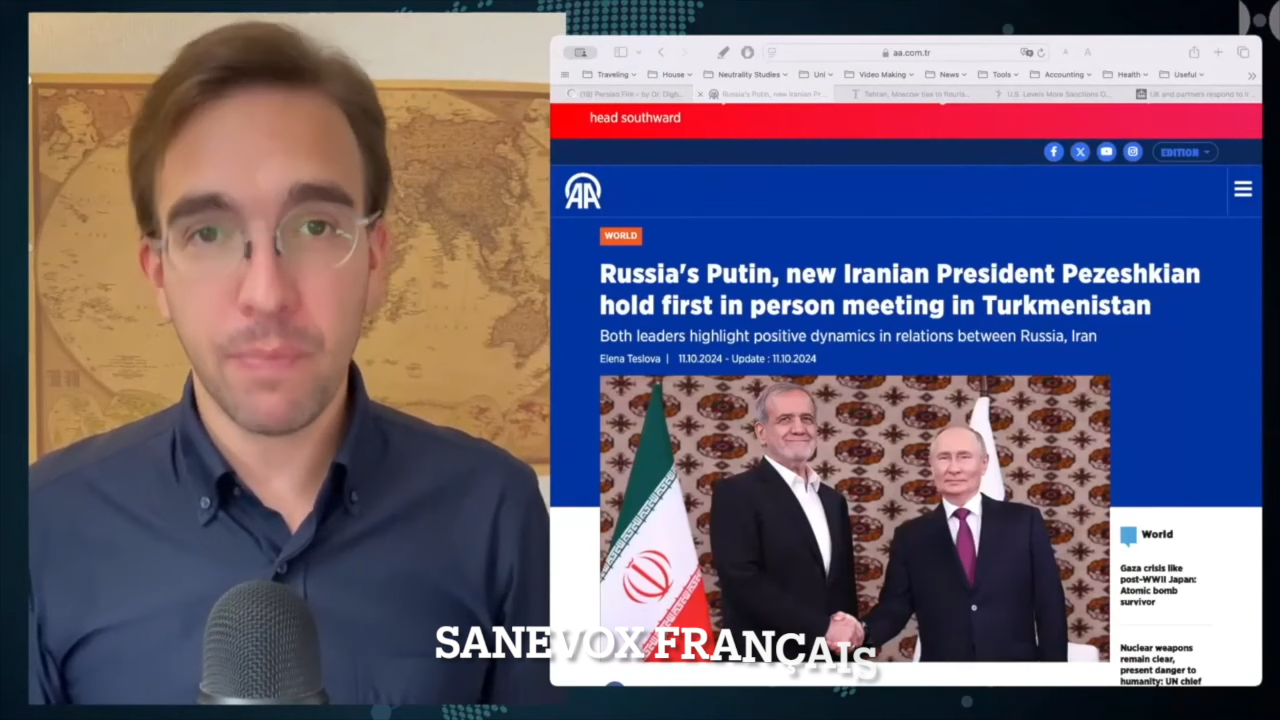 aa.com.tr
Traveling
House
Neutrality Studies
Uni
Video Making
News
Tools
Accounting
Health
Useful
Russia's Putin, new Iranian Pr...
Tehran, Moscow ties to flouris...
U.S. Levels More Sanctions O...
UK and partners respond to I...
head southward
EDITION
AA
WORLD
Russia's Putin, new Iranian President Pezeshkian
hold first in person meeting in Turkmenistan
Both leaders highlight positive dynamics in relations between Russia, Iran
Elena Teslova | 11.10.2024 - Update : 11.10.2024
World
Gaza crisis like
post-WWII Japan:
Atomic bomb
survivor
Nuclear weapons
remain clear,
present danger to
humanity: UN chief
SANEVOX FRANÇAIS